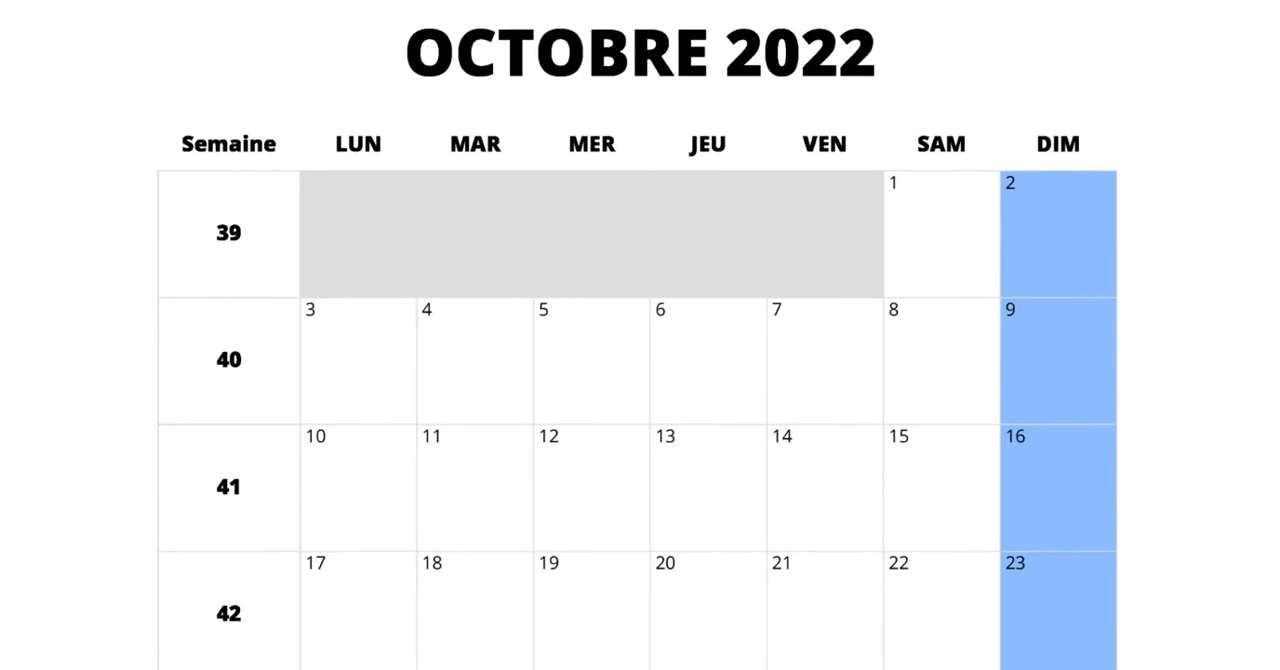 OCTOBRE 2022
Semaine LUN MAR MER JEU VEN SAM DIM
39 1 2
40 3 4 5 6 7 8 9
41 10 11 12 13 14 15 16
42 17 18 19 20 21 22 23